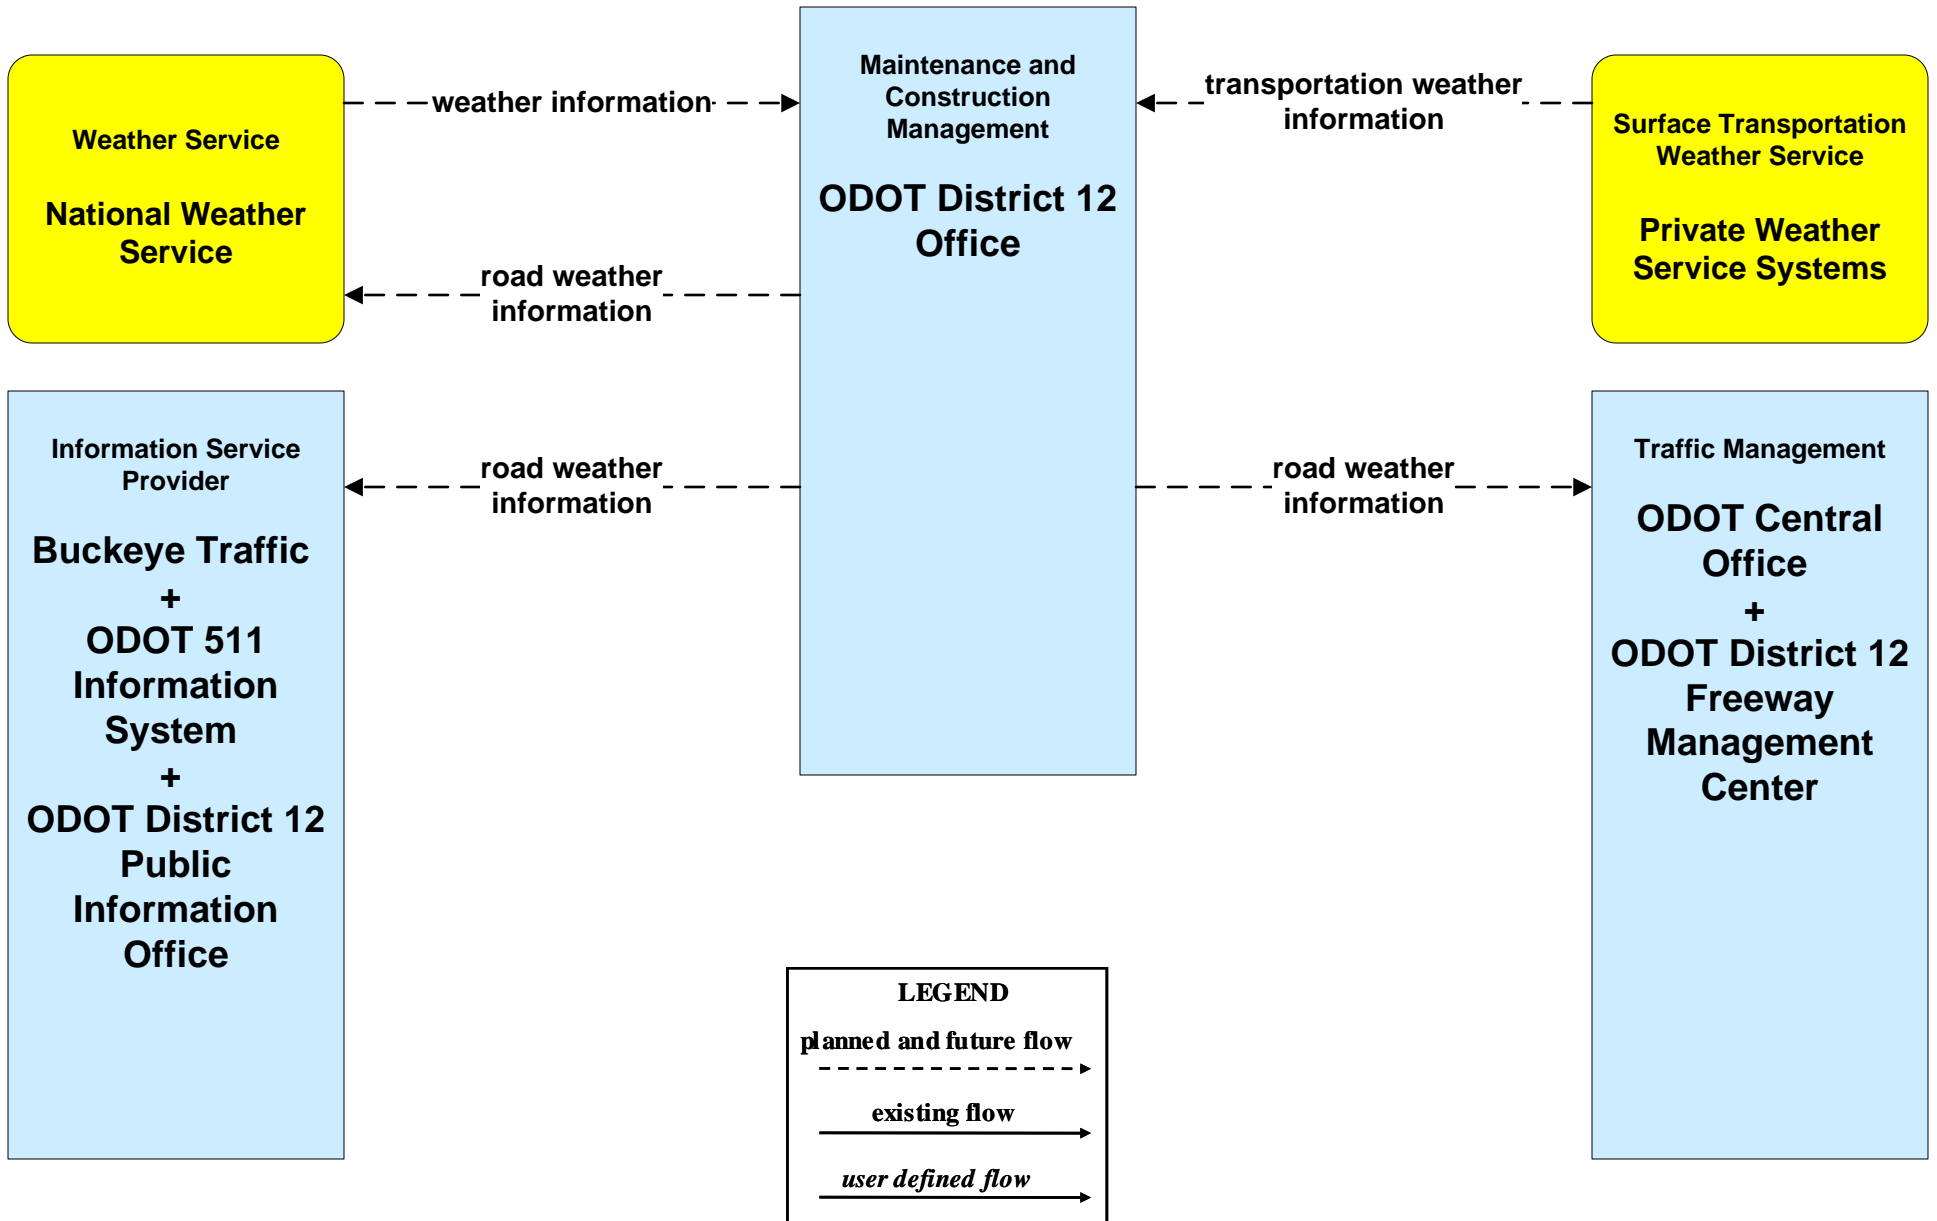 Weather Service
National Weather
Service
weather information
road weather
information
Maintenance and
Construction
Management
ODOT District 12
Office
transportation weather
information
Surface Transportation
Weather Service
Private Weather
Service Systems
Information Service
Provider
Buckeye Traffic
+
ODOT 511
Information
System
+
ODOT District 12
Public
Information
Office
road weather
information
road weather
information
Traffic Management
ODOT Central
Office
+
ODOT District 12
Freeway
Management
Center
LEGEND
planned and future flow
existing flow
user defined flow